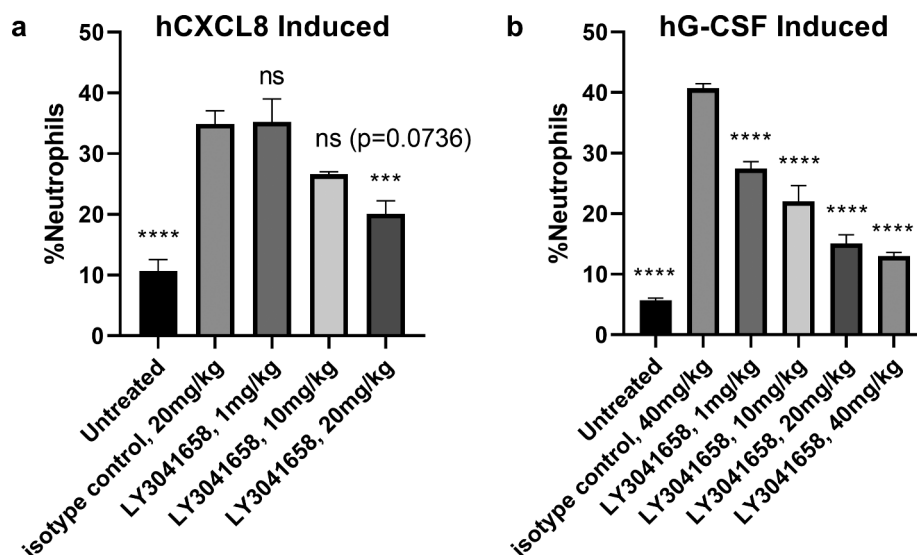 a
hCXCL8 Induced
%Neutrophils
50
40
30
20
10
0
****
ns
ns (p=0.0736)
***
Untreated
isotype control, 20mg/kg
LY3041658, 1mg/kg
LY3041658, 10mg/kg
LY3041658, 20mg/kg
b
hG-CSF Induced
%Neutrophils
50
40
30
20
10
0
****
****
****
****
****
Untreated
isotype control, 40mg/kg
LY3041658, 1mg/kg
LY3041658, 10mg/kg
LY3041658, 20mg/kg
LY3041658, 40mg/kg